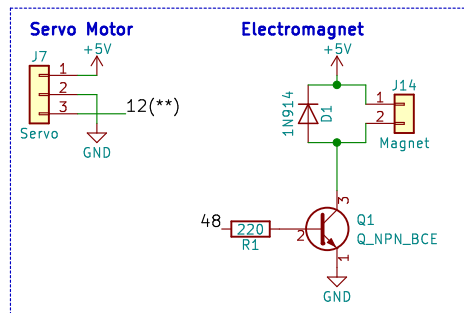 Servo Motor
J7
+5V
1
2
3
12(**)
Servo
GND
Electromagnet
+5V
1N914
D1
J14
1
2
Magnet
48
220
R1
2
3
Q1
Q_NPN_BCE
1
GND